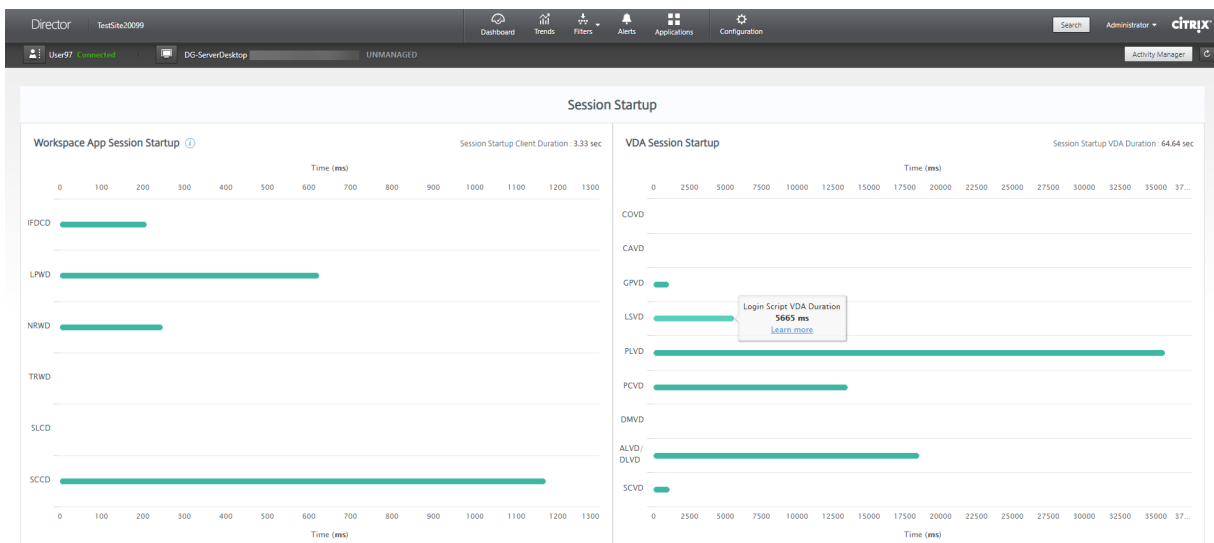 Director TestSite20099 Dashboard Trends Filters Alerts Applications Configuration Search Administrator CİTRIX
User97 Connected DG-ServerDesktop UNMANAGED Activity Manager
Session Startup
Workspace App Session Startup Session Startup Client Duration : 3.33 sec
Time (ms)
0 100 200 300 400 500 600 700 800 900 1000 1100 1200 1300
IFDCD
LPWD
NRWD
TRWD
SLCD
SCCD
0 100 200 300 400 500 600 700 800 900 1000 1100 1200 1300
Time (ms)
VDA Session Startup Session Startup VDA Duration : 64.64 sec
Time (ms)
0 2500 5000 7500 10000 12500 15000 17500 20000 22500 25000 27500 30000 32500 35000 37...
COVD
CAVD
GPVD
LSVD
Login Script VDA Duration
5665 ms
Learn more
PLVD
PCVD
DMVD
ALVD/
DLVD
SCVD
0 2500 5000 7500 10000 12500 15000 17500 20000 22500 25000 27500 30000 32500 35000 37...
Time (ms)